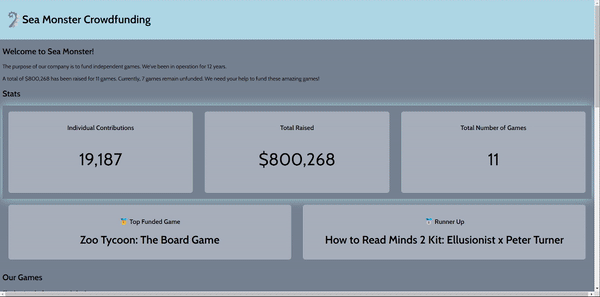 Sea Monster Crowdfunding
Welcome to Sea Monster!
The purpose of our company is to fund independent games. We've been in operation for 12 years.
A total of $800,268 has been raised for 11 games. Currently, 7 games remain unfunded. We need your help to fund these amazing games!
Stats
Individual Contributions
Total Raised
Total Number of Games
19,187
$800,268
11
🥇 Top Funded Game
🥈 Runner Up
Zoo Tycoon: The Board Game
How to Read Minds 2 Kit: Ellusionist x Peter Turner
Our Games